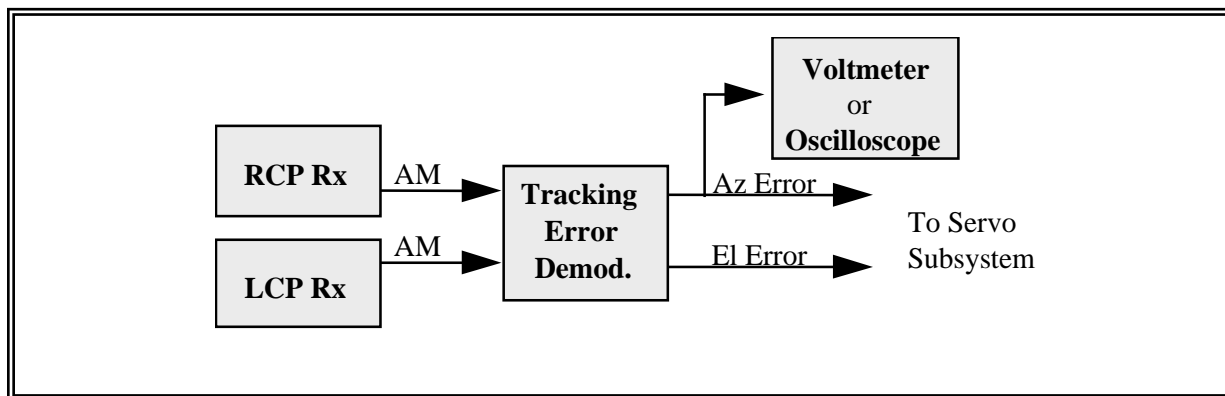 Voltmeter
or
Oscilloscope
RCP Rx
AM
Tracking
Error
Demod.
Az Error
LCP Rx
AM
El Error
To Servo
Subsystem